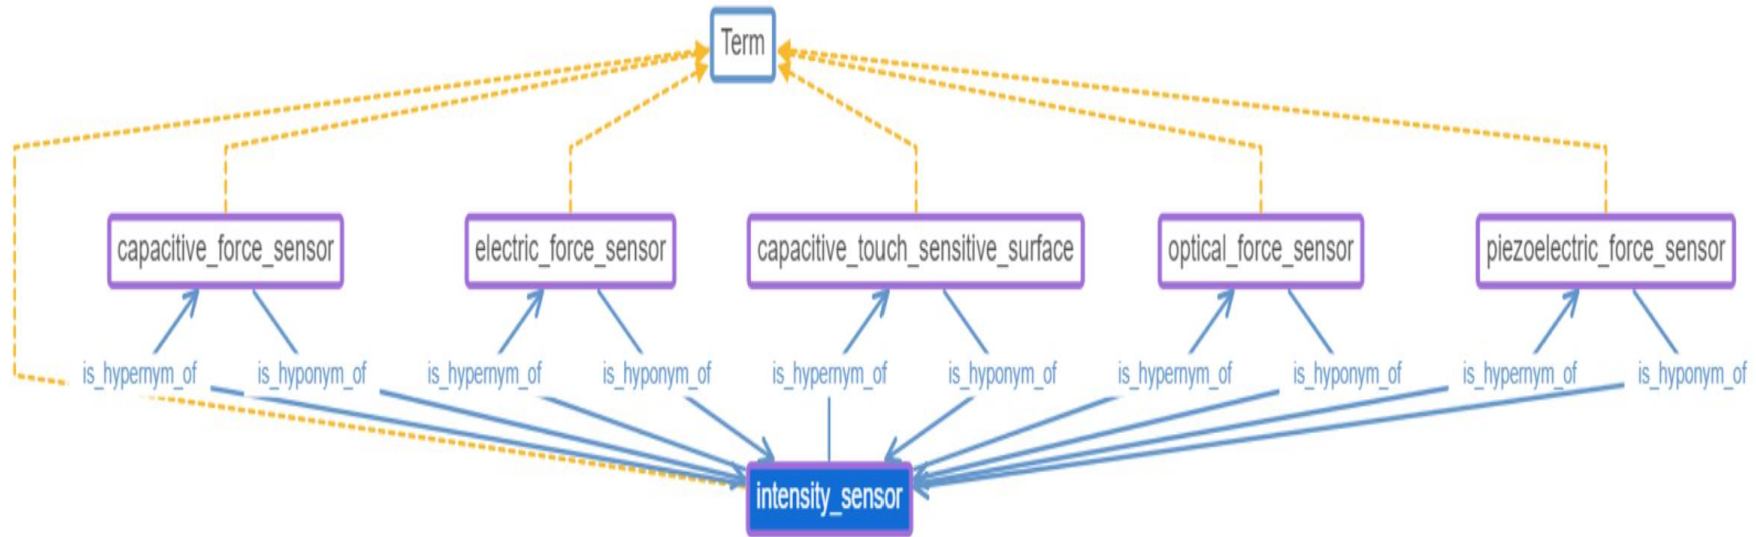 Term
capacitive_force_sensor electric_force_sensor capacitive_touch_sensitive_surface optical_force_sensor piezoelectric_force_sensor
is_hypernym_of is_hyponym_of is_hypernym_of is_hyponym_of is_hypernym_of is_hyponym_of is_hypernym_of is_hyponym_of is_hypernym_of is_hyponym_of
intensity_sensor